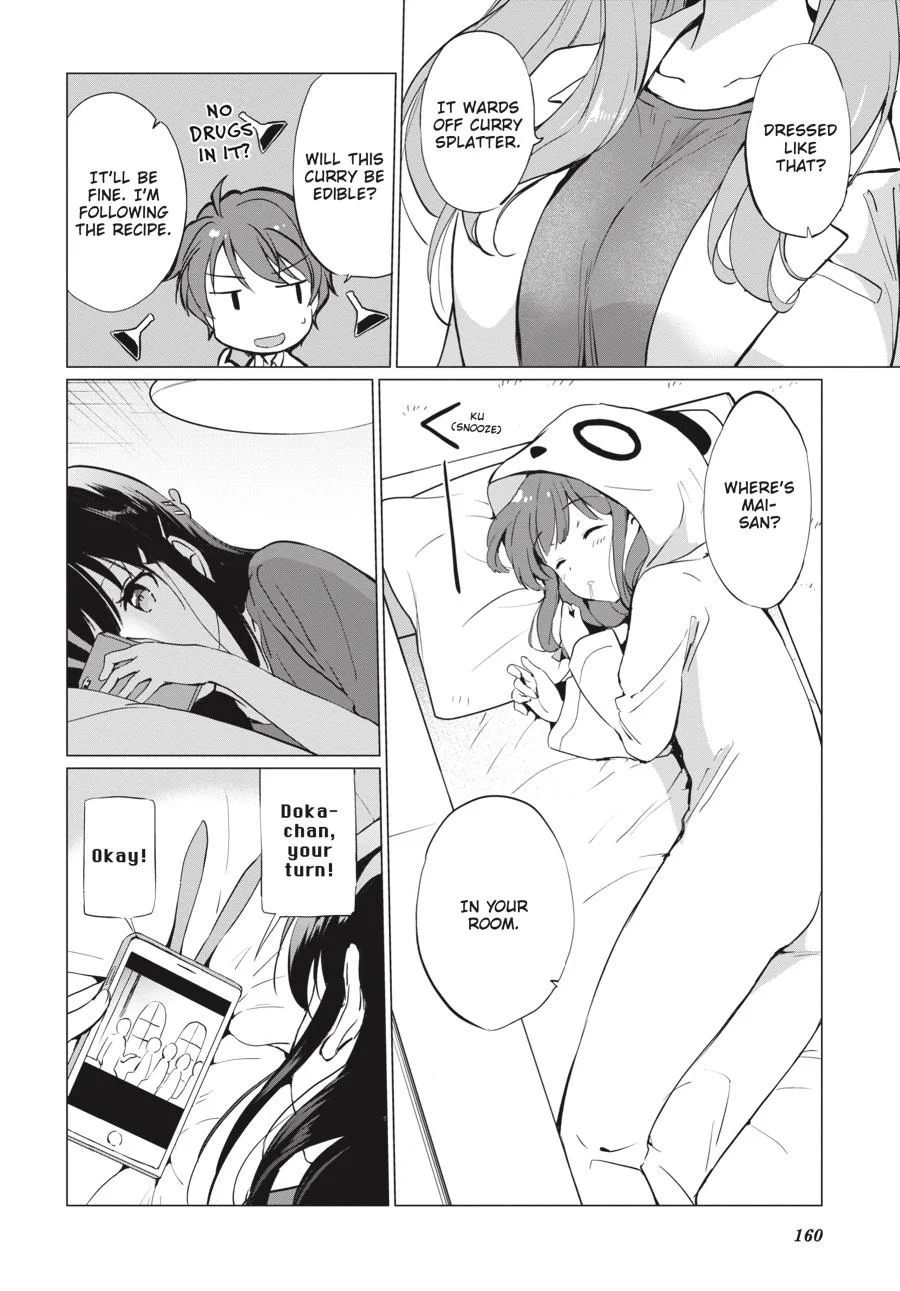 DRESSED
LIKE
THAT?
IT WARDS
OFF CURRY
SPLATTER.
WILL THIS
CURRY BE
EDIBLE?
NO
DRUGS
IN IT?
IT'LL BE
FINE. I'M
FOLLOWING
THE RECIPE.
WHERE'S
MAI-
SAN?
KU
(SNOOZE)
IN YOUR
ROOM.
Doka-
chan,
your
turn!
Okay!
160